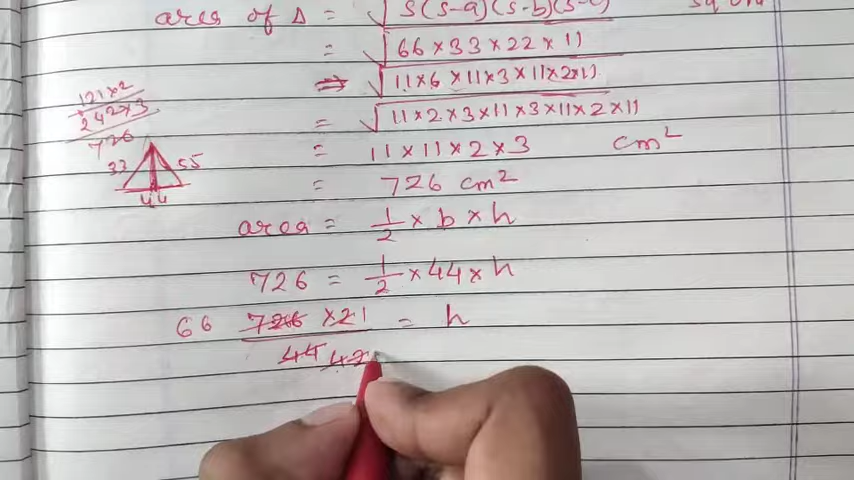 area of Δ = √s(s-a)(s-b)(s-c)
= √66×33×22×11
⇒ √11×6×11×3×11×2×11
= √11×2×3×11×3×11×2×11
= 11×11×2×3 cm²
= 726 cm²
area = 1/2 × b × h
726 = 1/2 × 44 × h
66 726 × 21 = h
44 42
121×2
242×3
726
33 55
44